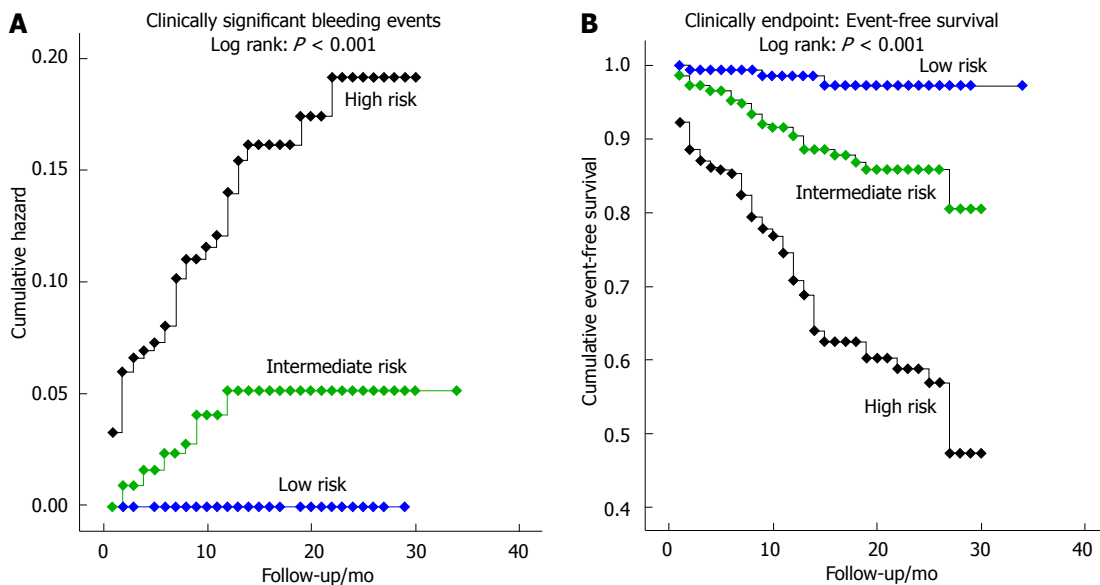 A
Clinically significant bleeding events
Log rank: P < 0.001
Cumulative hazard
0.20
0.15
0.10
0.05
0.00
High risk
Intermediate risk
Low risk
0 10 20 30 40
Follow-up/mo
B
Clinically endpoint: Event-free survival
Log rank: P < 0.001
Cumulative event-free survival
1.0
0.9
0.8
0.7
0.6
0.5
0.4
Low risk
Intermediate risk
High risk
0 10 20 30 40
Follow-up/mo